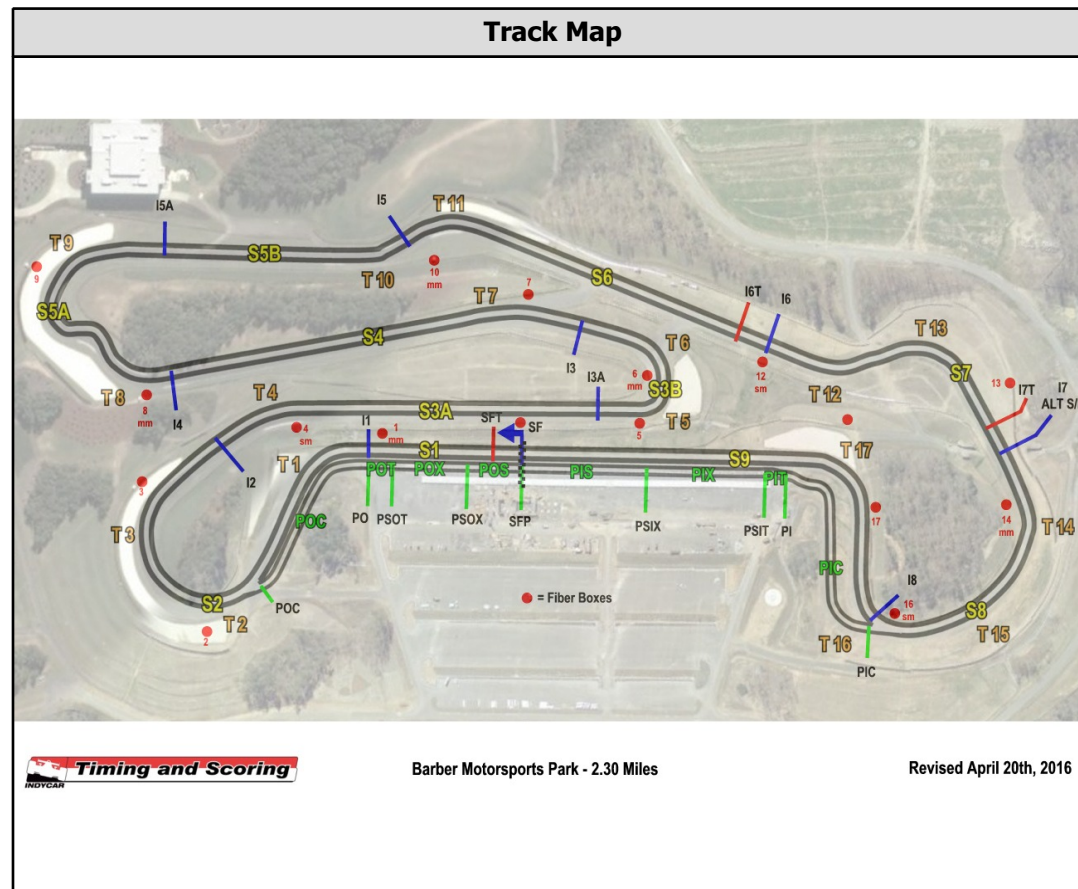 Track Map
I5A
I5
T 11
T 9
S5B
9
T 10
10
mm
7
S6
T 7
S5A
I6T
I6
S4
T 13
T 6
I3
S7
6
mm
S3B
12
sm
13
I7T
I7
ALT S/
T 8
8
mm
I4
T 4
I3A
T 12
S3A
SFT
SF
T 5
5
4
sm
I1
1
mm
S1
S9
T 17
T 1
I2
3
POT
POX
POS
PIS
PIX
PIT
T 3
POC
PO
PSOT
PSOX
SFP
PSIX
PSIT
PI
17
14
mm
T 14
PIC
I8
S2
POC
= Fiber Boxes
16
sm
S8
T 2
2
T 16
T 15
PIC
Timing and Scoring
INDYCAR
Barber Motorsports Park - 2.30 Miles
Revised April 20th, 2016